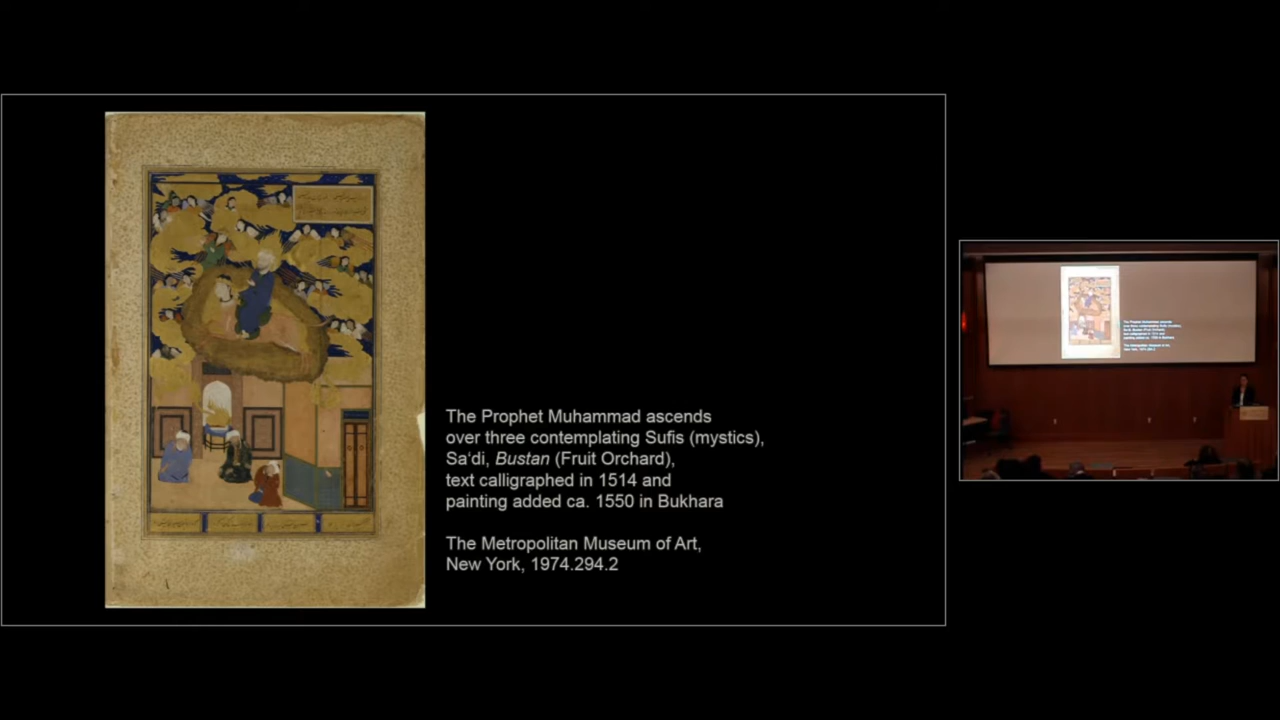 The Prophet Muhammad ascends
over three contemplating Sufis (mystics),
Sa‘di, Bustan (Fruit Orchard),
text calligraphed in 1514 and
painting added ca. 1550 in Bukhara
The Metropolitan Museum of Art,
New York, 1974.294.2